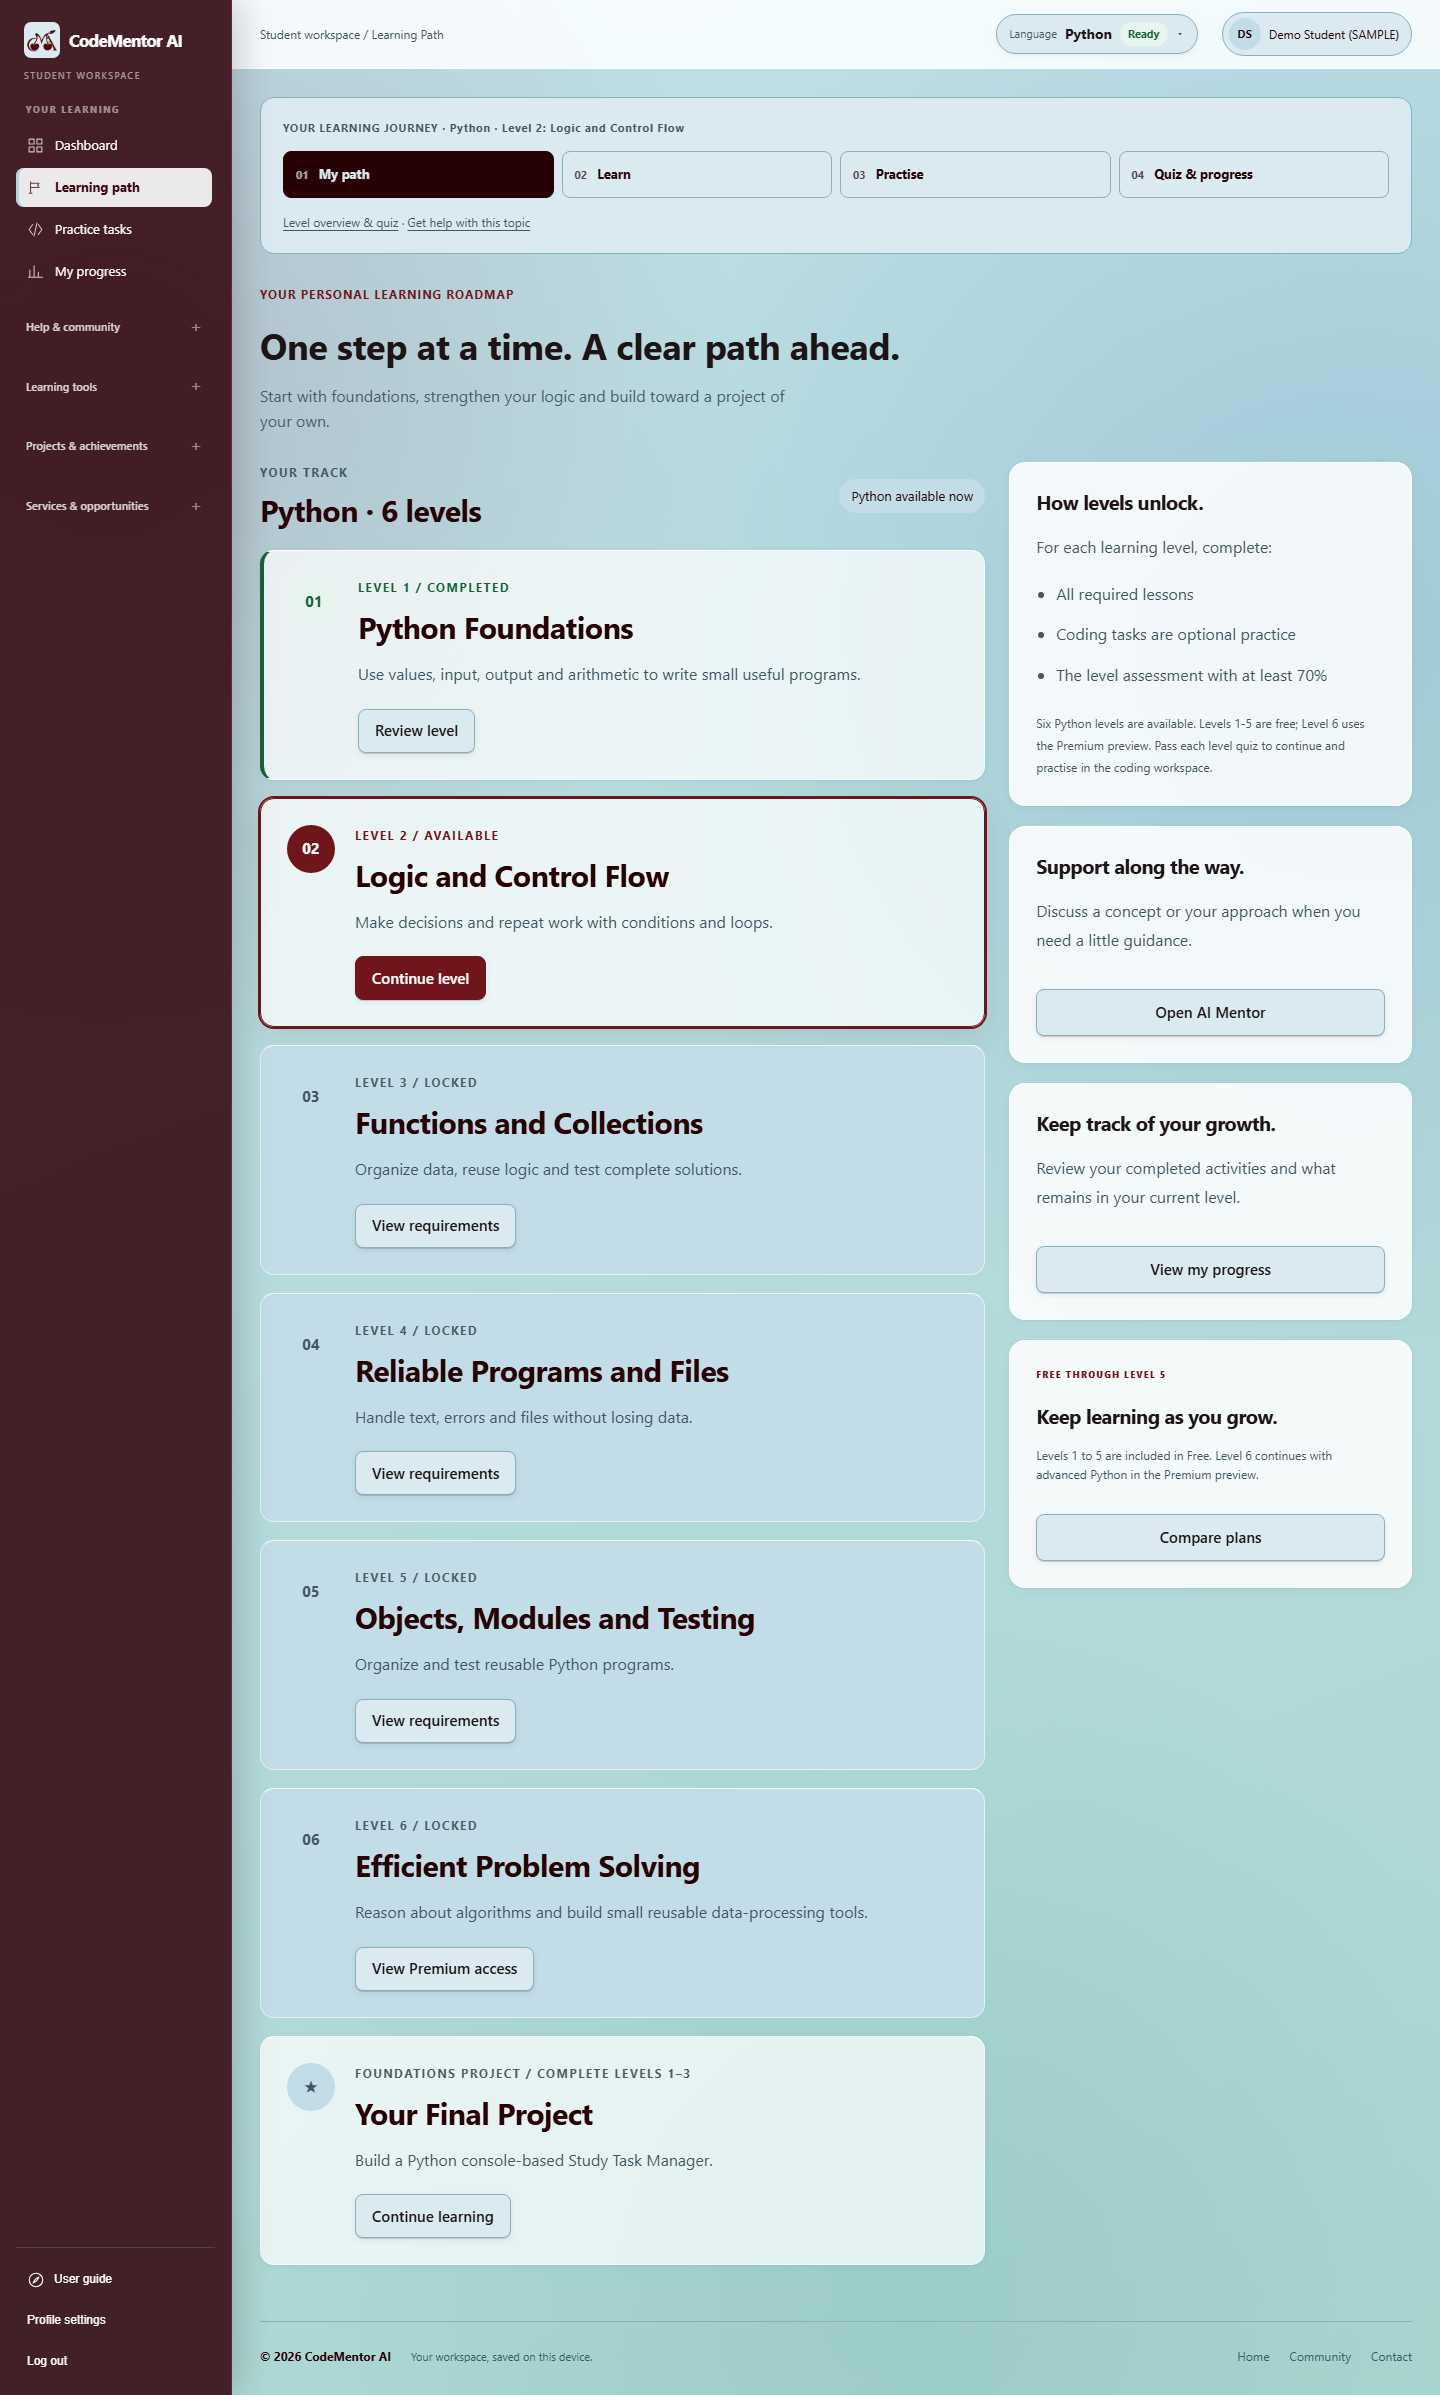 CodeMentor AI
STUDENT WORKSPACE
YOUR LEARNING
Dashboard
Learning path
Practice tasks
My progress
Help & community +
Learning tools +
Projects & achievements +
Services & opportunities +
User guide
Profile settings
Log out
Student workspace / Learning Path
Language Python Ready
DS Demo Student (SAMPLE)
YOUR LEARNING JOURNEY · Python · Level 2: Logic and Control Flow
01 My path
02 Learn
03 Practise
04 Quiz & progress
Level overview & quiz · Get help with this topic
YOUR PERSONAL LEARNING ROADMAP
One step at a time. A clear path ahead.
Start with foundations, strengthen your logic and build toward a project of
your own.
YOUR TRACK
Python · 6 levels
Python available now
01
LEVEL 1 / COMPLETED
Python Foundations
Use values, input, output and arithmetic to write small useful programs.
Review level
02
LEVEL 2 / AVAILABLE
Logic and Control Flow
Make decisions and repeat work with conditions and loops.
Continue level
03
LEVEL 3 / LOCKED
Functions and Collections
Organize data, reuse logic and test complete solutions.
View requirements
04
LEVEL 4 / LOCKED
Reliable Programs and Files
Handle text, errors and files without losing data.
View requirements
05
LEVEL 5 / LOCKED
Objects, Modules and Testing
Organize and test reusable Python programs.
View requirements
06
LEVEL 6 / LOCKED
Efficient Problem Solving
Reason about algorithms and build small reusable data-processing tools.
View Premium access
★
FOUNDATIONS PROJECT / COMPLETE LEVELS 1–3
Your Final Project
Build a Python console-based Study Task Manager.
Continue learning
How levels unlock.
For each learning level, complete:
• All required lessons
• Coding tasks are optional practice
• The level assessment with at least 70%
Six Python levels are available. Levels 1-5 are free; Level 6 uses
the Premium preview. Pass each level quiz to continue and
practise in the coding workspace.
Support along the way.
Discuss a concept or your approach when you
need a little guidance.
Open AI Mentor
Keep track of your growth.
Review your completed activities and what
remains in your current level.
View my progress
FREE THROUGH LEVEL 5
Keep learning as you grow.
Levels 1 to 5 are included in Free. Level 6 continues with
advanced Python in the Premium preview.
Compare plans
© 2026 CodeMentor AI Your workspace, saved on this device.
Home Community Contact